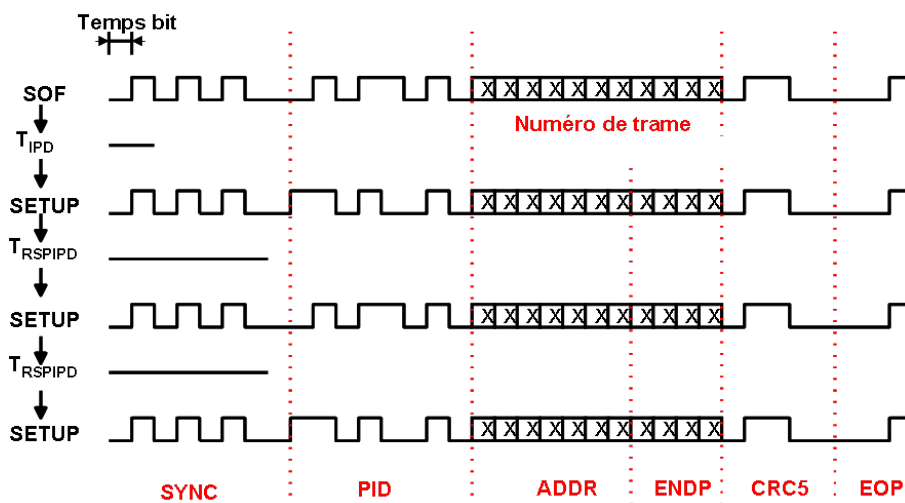 Temps bit
SOF
X X X X X X X X X X X
Numéro de trame
TIPD
SETUP
X X X X X X X X X X X
TRSPIPD
SETUP
X X X X X X X X X X X
TRSPIPD
SETUP
X X X X X X X X X X X
SYNC PID ADDR ENDP CRC5 EOP